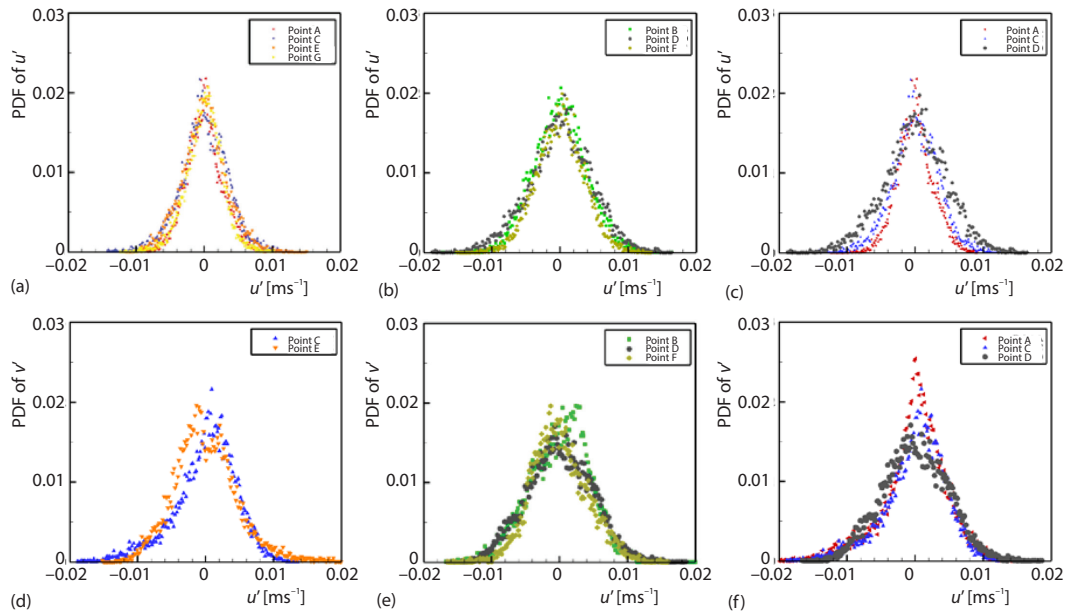 0.03
0.02
0.01
0
PDF of u'
Point A
Point C
Point E
Point G
−0.02
−0.01
0
0.01
0.02
(a)
u' [ms⁻¹]
0.03
0.02
0.01
0
PDF of u'
Point B
Point D
Point F
−0.02
−0.01
0
0.01
0.02
(b)
u' [ms⁻¹]
0.03
0.02
0.01
0
PDF of u'
Point A
Point C
Point D
−0.02
−0.01
0
0.01
0.02
(c)
u' [ms⁻¹]
0.03
0.02
0.01
0
PDF of v'
Point C
Point E
−0.02
−0.01
0
0.01
0.02
(d)
u' [ms⁻¹]
0.03
0.02
0.01
0
PDF of v'
Point B
Point D
Point F
−0.02
−0.01
0
0.01
0.02
(e)
u' [ms⁻¹]
0.03
0.02
0.01
0
PDF of v'
Point A
Point C
Point D
−0.02
−0.01
0
0.01
0.02
(f)
u' [ms⁻¹]